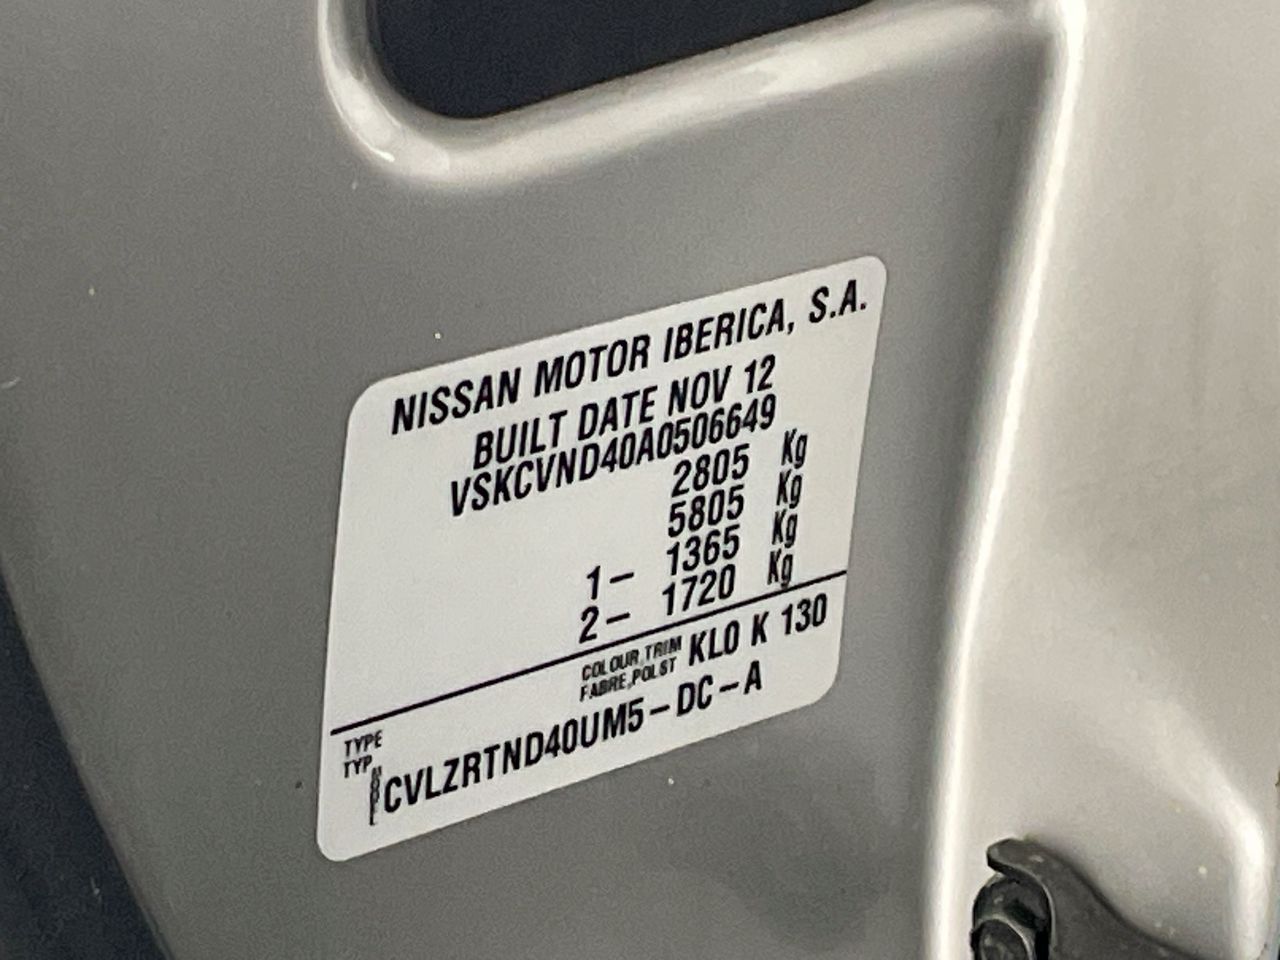 NISSAN MOTOR IBERICA, S.A.
BUILT DATE NOV 12
VSKCVND40A0506649
2805 Kg
5805 Kg
1- 1365 Kg
2- 1720 Kg
COLOUR,TRIM KL0 K 130
FABRE,POLST
TYPE
TYP
MODEL CVLZRTND40UM5-DC-A